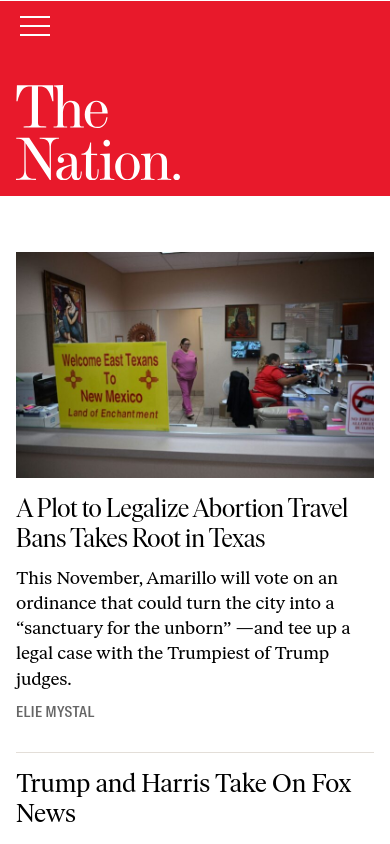 The
Nation.
Welcome East Texans
To
New Mexico
Land of Enchantment
A Plot to Legalize Abortion Travel
Bans Takes Root in Texas
This November, Amarillo will vote on an
ordinance that could turn the city into a
“sanctuary for the unborn” —and tee up a
legal case with the Trumpiest of Trump
judges.
ELIE MYSTAL
Trump and Harris Take On Fox
News